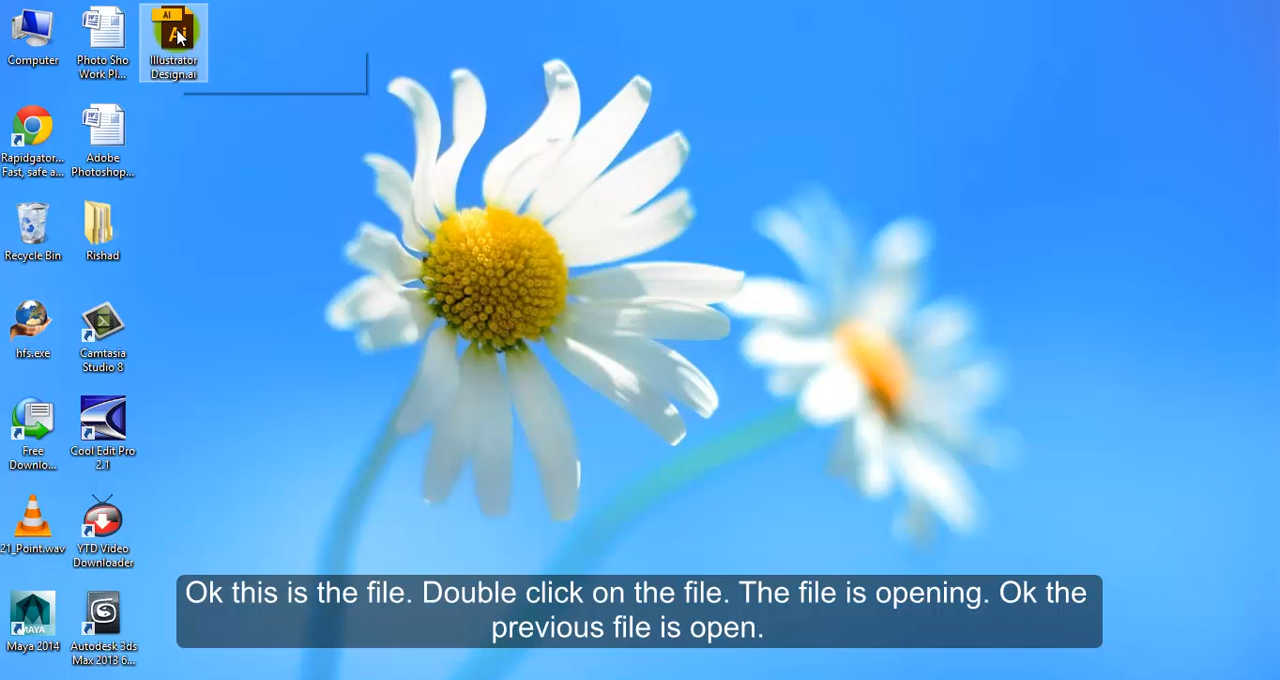 Computer
Photo Sho
Work Pl...
AI
Ai
Illustrator
Design.ai
Rapidgator...
Fast, safe a...
Adobe
Photoshop...
Recycle Bin
Rishad
hfs.exe
Camtasia
Studio 8
Free
Downlo...
Cool Edit Pro
2.1
21_Point.wav
YTD Video
Downloader
MAYA
Maya 2014
Autodesk 3ds
Max 2013 6...
Ok this is the file. Double click on the file. The file is opening. Ok the
previous file is open.